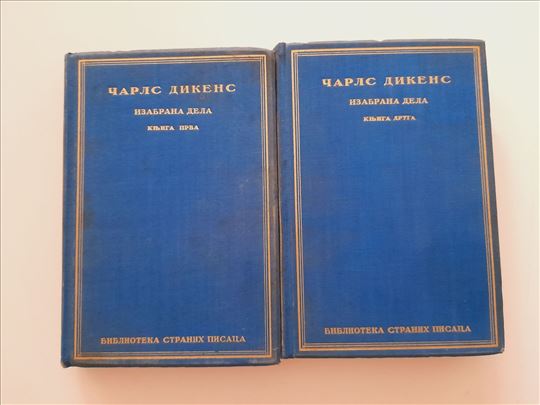 ЧАРЛС ДИКЕНС
ИЗАБРАНА ДЕЛА
КЊИГА ПРВА
БИБЛИОТЕКА СТРАНИХ ПИСАЦА
ЧАРЛС ДИКЕНС
ИЗАБРАНА ДЕЛА
КЊИГА ДРУГА
БИБЛИОТЕКА СТРАНИХ ПИСАЦА